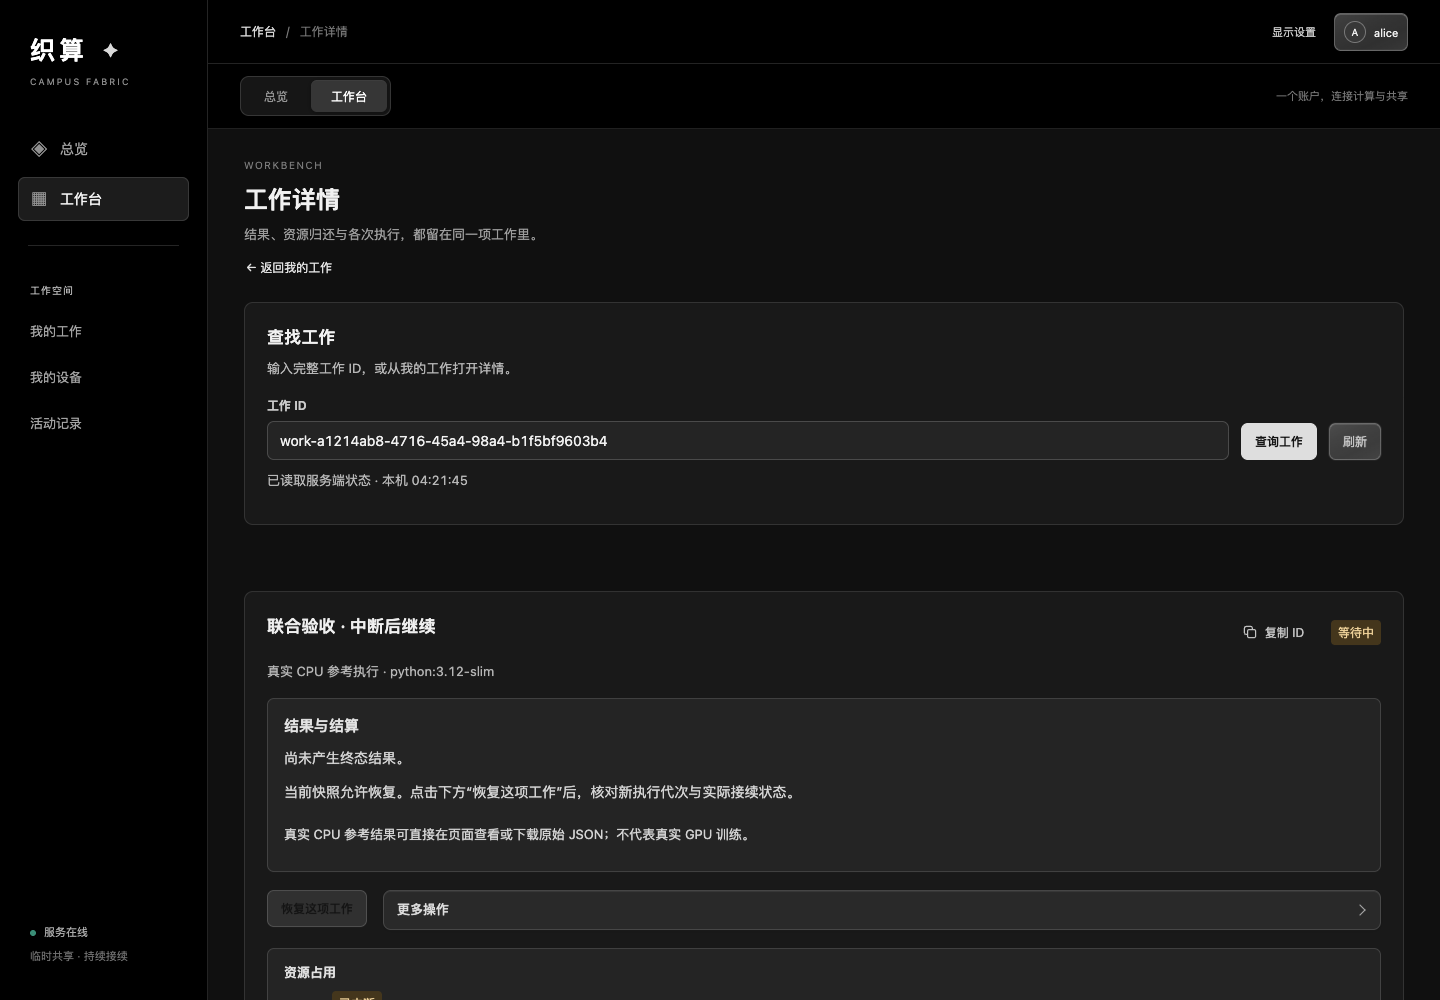 织算
CAMPUS FABRIC
总览
工作台
工作空间
我的工作
我的设备
活动记录
服务在线
临时共享 · 持续接续
工作台 / 工作详情
显示设置
A alice
总览 工作台
一个账户，连接计算与共享
WORKBENCH
工作详情
结果、资源归还与各次执行，都留在同一项工作里。
← 返回我的工作
查找工作
输入完整工作 ID，或从我的工作打开详情。
工作 ID
work-a1214ab8-4716-45a4-98a4-b1f5bf9603b4
查询工作
刷新
已读取服务端状态 · 本机 04:21:45
联合验收 · 中断后继续
复制 ID
等待中
真实 CPU 参考执行 · python:3.12-slim
结果与结算
尚未产生终态结果。
当前快照允许恢复。点击下方“恢复这项工作”后，核对新执行代次与实际接续状态。
真实 CPU 参考结果可直接在页面查看或下载原始 JSON；不代表真实 GPU 训练。
恢复这项工作
更多操作
资源占用